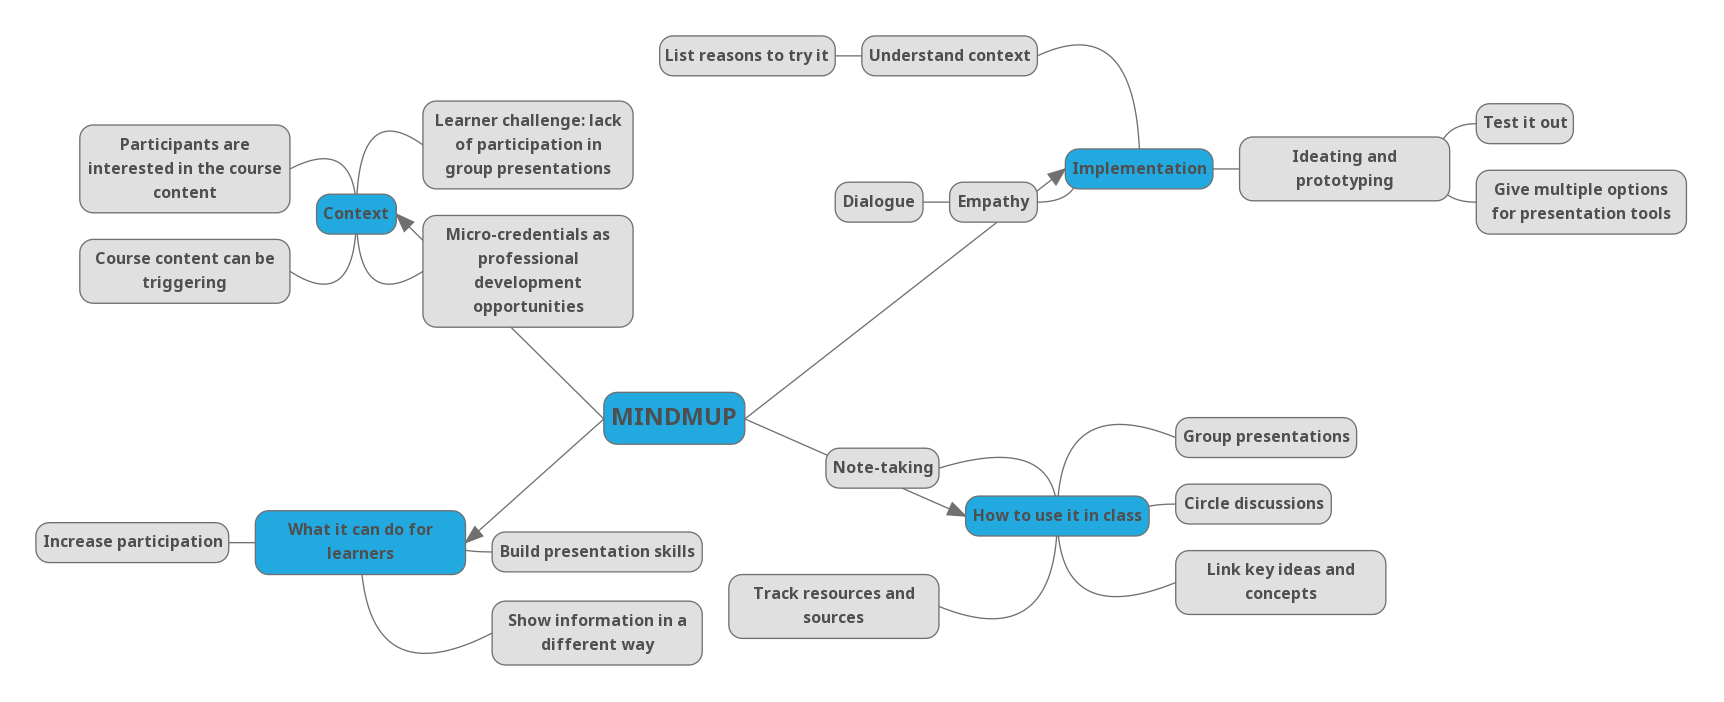 List reasons to try it
Understand context
Learner challenge: lack
of participation in
group presentations
Participants are
interested in the course
content
Context
Course content can be
triggering
Micro-credentials as
professional
development
opportunities
Implementation
Dialogue
Empathy
Ideating and
prototyping
Test it out
Give multiple options
for presentation tools
MINDMUP
Note-taking
How to use it in class
Group presentations
Circle discussions
Link key ideas and
concepts
Track resources and
sources
What it can do for
learners
Increase participation
Build presentation skills
Show information in a
different way